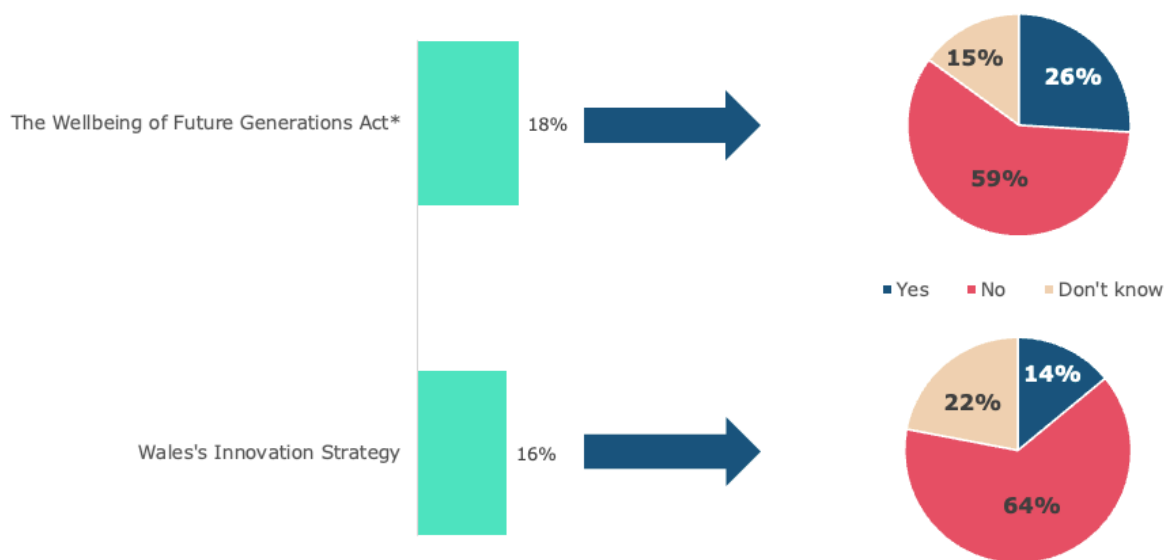 The Wellbeing of Future Generations Act*
18%
15%
26%
59%
Yes No Don't know
Wales's Innovation Strategy
16%
14%
22%
64%